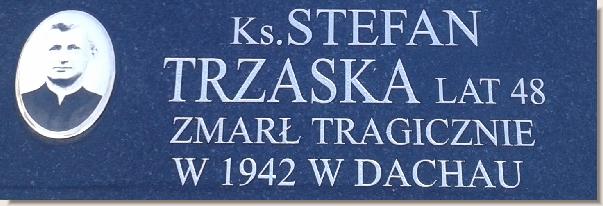 Ks. STEFAN
TRZASKA LAT 48
ZMARŁ TRAGICZNIE
W 1942 W DACHAU